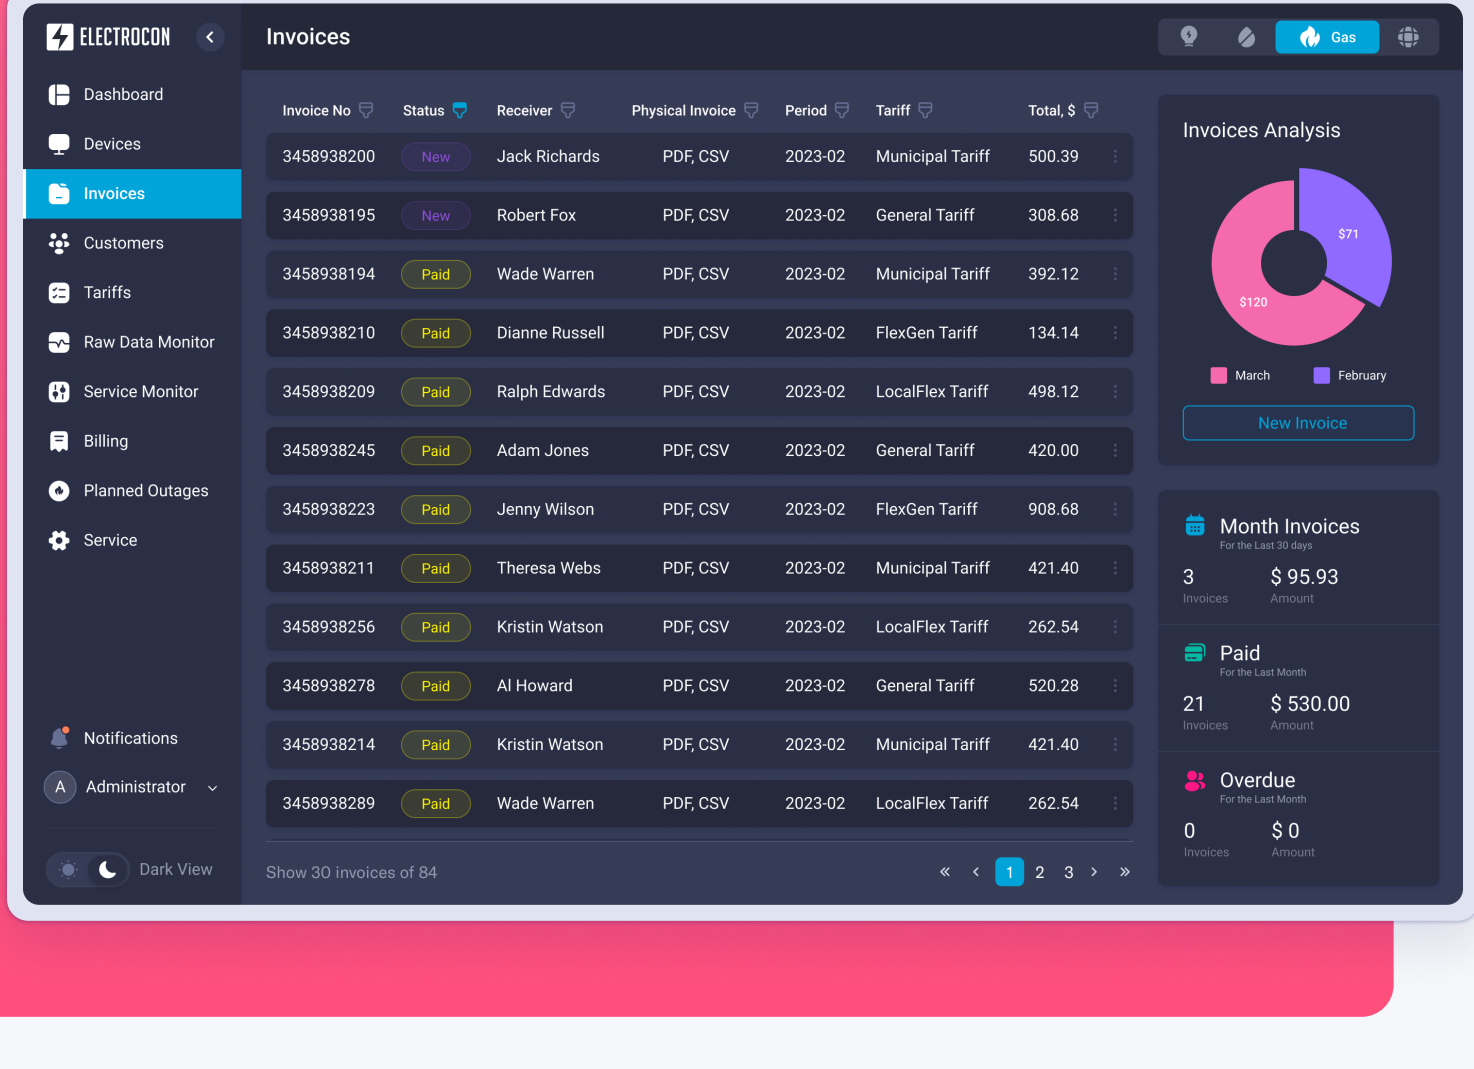 ELECTROCON
Invoices
Gas
Dashboard
Devices
Invoices
Customers
Tariffs
Raw Data Monitor
Service Monitor
Billing
Planned Outages
Service
Notifications
A Administrator
Dark View
Invoice No Status Receiver Physical Invoice Period Tariff Total, $
3458938200 New Jack Richards PDF, CSV 2023-02 Municipal Tariff 500.39
3458938195 New Robert Fox PDF, CSV 2023-02 General Tariff 308.68
3458938194 Paid Wade Warren PDF, CSV 2023-02 Municipal Tariff 392.12
3458938210 Paid Dianne Russell PDF, CSV 2023-02 FlexGen Tariff 134.14
3458938209 Paid Ralph Edwards PDF, CSV 2023-02 LocalFlex Tariff 498.12
3458938245 Paid Adam Jones PDF, CSV 2023-02 General Tariff 420.00
3458938223 Paid Jenny Wilson PDF, CSV 2023-02 FlexGen Tariff 908.68
3458938211 Paid Theresa Webs PDF, CSV 2023-02 Municipal Tariff 421.40
3458938256 Paid Kristin Watson PDF, CSV 2023-02 LocalFlex Tariff 262.54
3458938278 Paid Al Howard PDF, CSV 2023-02 General Tariff 520.28
3458938214 Paid Kristin Watson PDF, CSV 2023-02 Municipal Tariff 421.40
3458938289 Paid Wade Warren PDF, CSV 2023-02 LocalFlex Tariff 262.54
Show 30 invoices of 84
« ‹ 1 2 3 › »
Invoices Analysis
$71
$120
March February
New Invoice
Month Invoices
For the Last 30 days
3 $ 95.93
Invoices Amount
Paid
For the Last Month
21 $ 530.00
Invoices Amount
Overdue
For the Last Month
0 $ 0
Invoices Amount